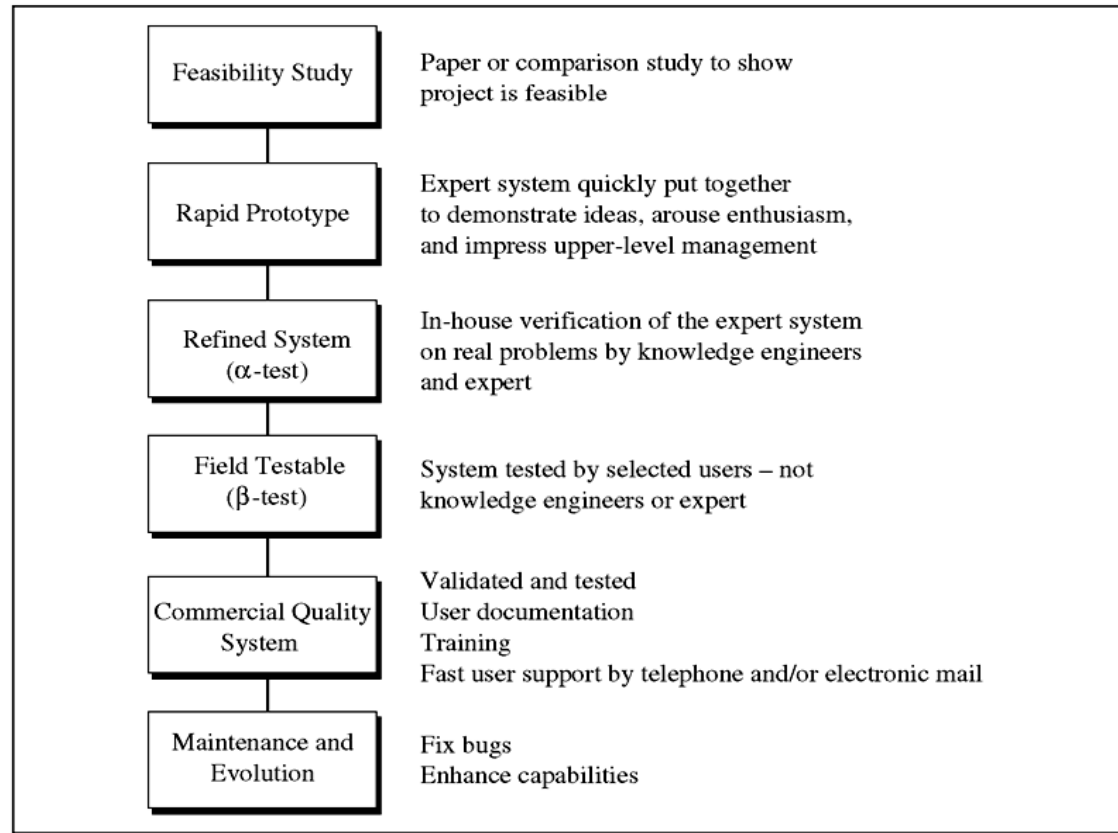 Feasibility Study
Paper or comparison study to show
project is feasible
Rapid Prototype
Expert system quickly put together
to demonstrate ideas, arouse enthusiasm,
and impress upper-level management
Refined System
(α-test)
In-house verification of the expert system
on real problems by knowledge engineers
and expert
Field Testable
(β-test)
System tested by selected users – not
knowledge engineers or expert
Commercial Quality
System
Validated and tested
User documentation
Training
Fast user support by telephone and/or electronic mail
Maintenance and
Evolution
Fix bugs
Enhance capabilities